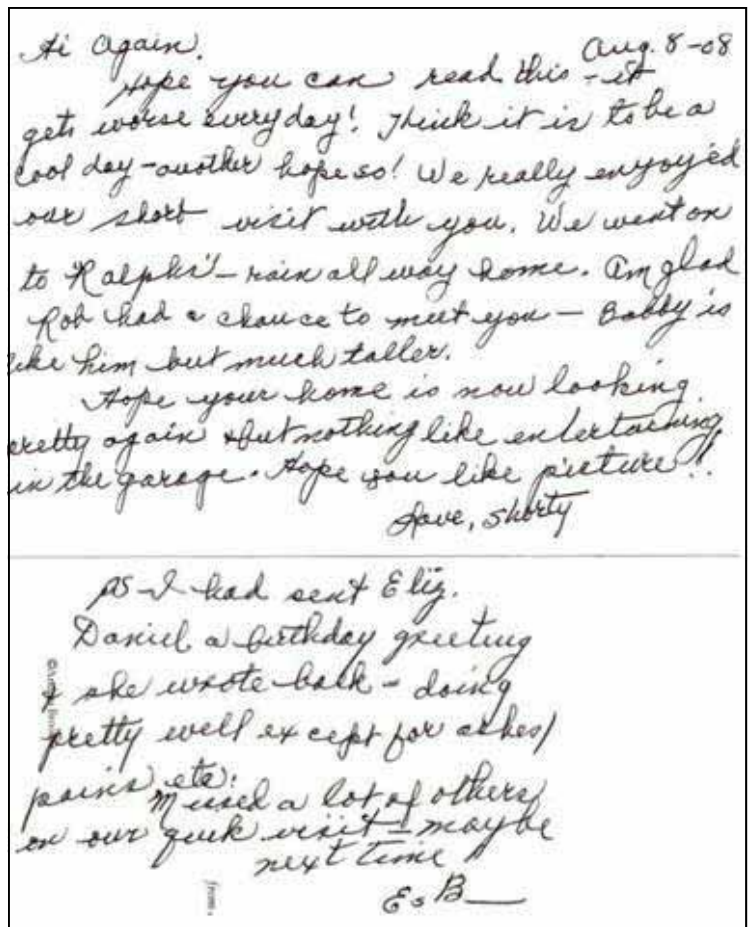 Hi Again. Aug. 8-08
Hope you can read this - it
gets worse everyday! Think it is to be a
cool day - another hope so! We really enyoy'ed
our short visit with you. We went on
to "Ralphs" - rain all way home. Am glad
Rob had a chance to meet you - Bobby is
like him but much taller.
Hope your home is now looking
pretty again & but nothing like entertaining
in the garage. Hope you like picture!!
Love, Shorty
PS - I had sent Eliz.
Daniel a birthday greeting
& she wrote back - doing
pretty well except for aches/
pains etc.
Missed a lot of others
on our quick visit - maybe
next time
E. B
from.